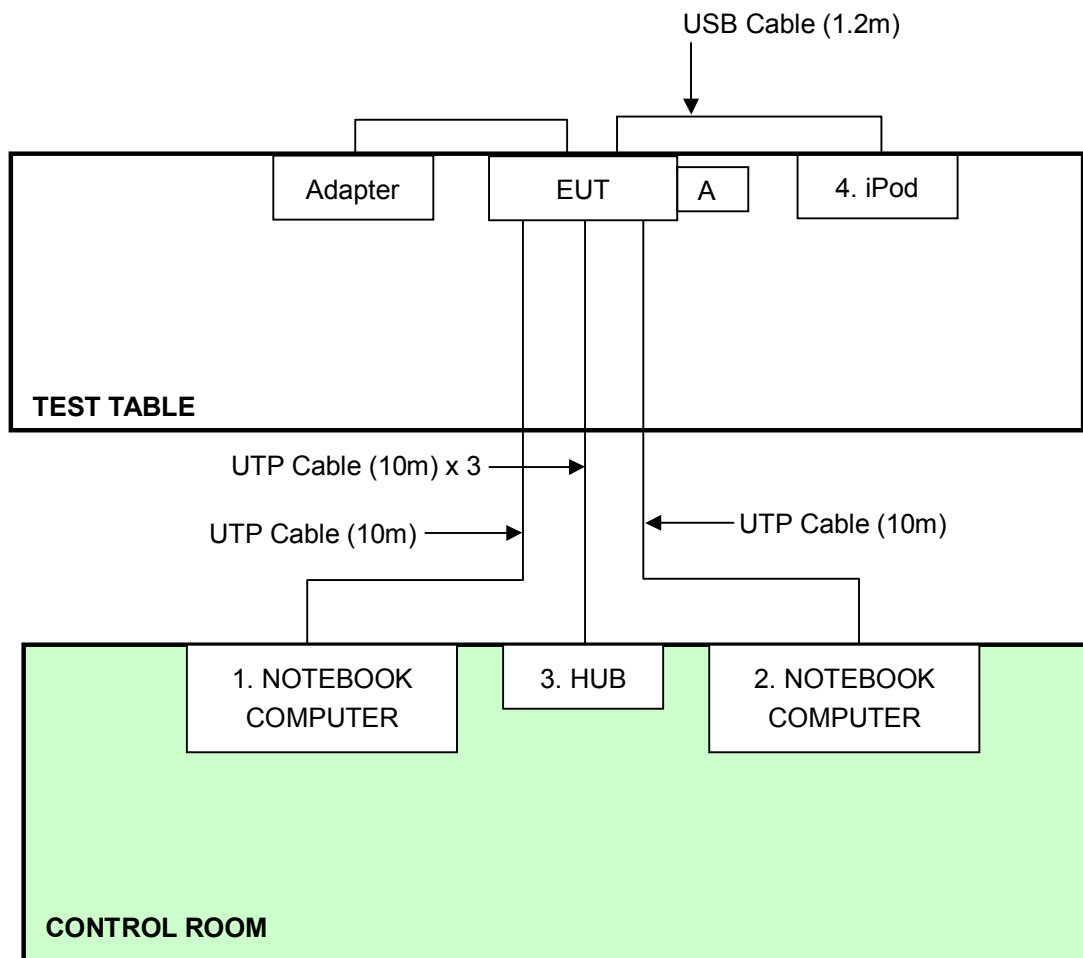 USB Cable (1.2m)
Adapter
EUT
A
4. iPod
TEST TABLE
UTP Cable (10m) x 3
UTP Cable (10m)
UTP Cable (10m)
1. NOTEBOOK
COMPUTER
3. HUB
2. NOTEBOOK
COMPUTER
CONTROL ROOM